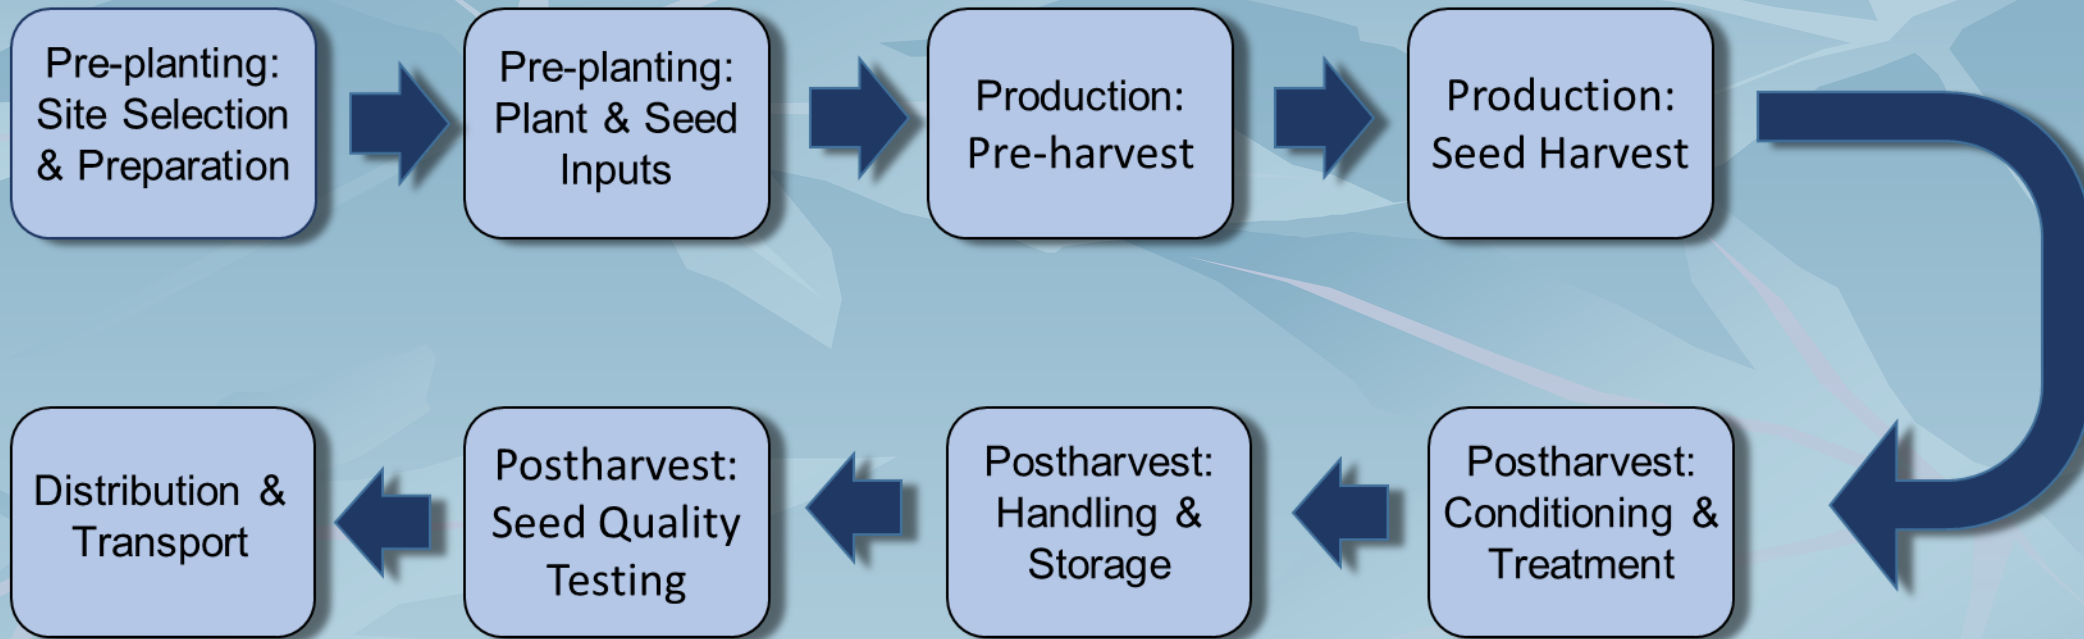 Pre-planting:
Site Selection
& Preparation
Pre-planting:
Plant & Seed
Inputs
Production:
Pre-harvest
Production:
Seed Harvest
Postharvest:
Conditioning &
Treatment
Postharvest:
Handling &
Storage
Postharvest:
Seed Quality
Testing
Distribution &
Transport